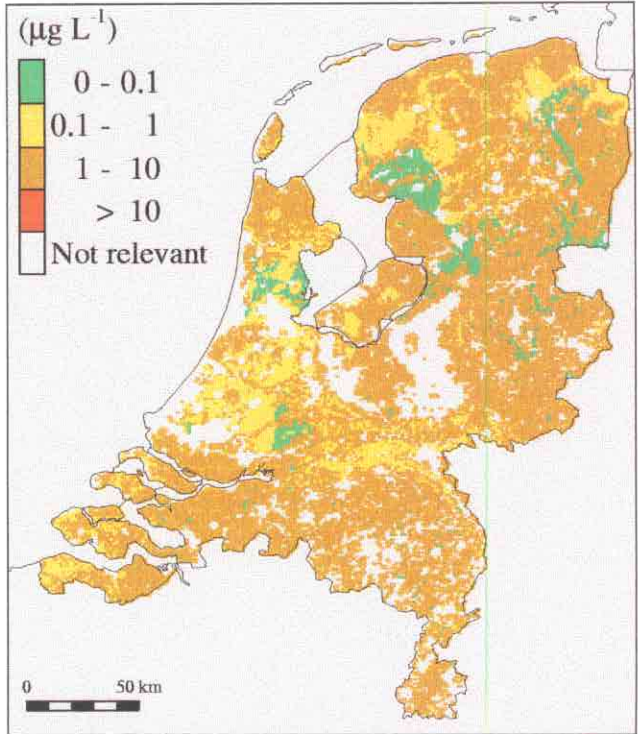 (µg L⁻¹)
0 - 0.1
0.1 - 1
1 - 10
> 10
Not relevant
0 50 km